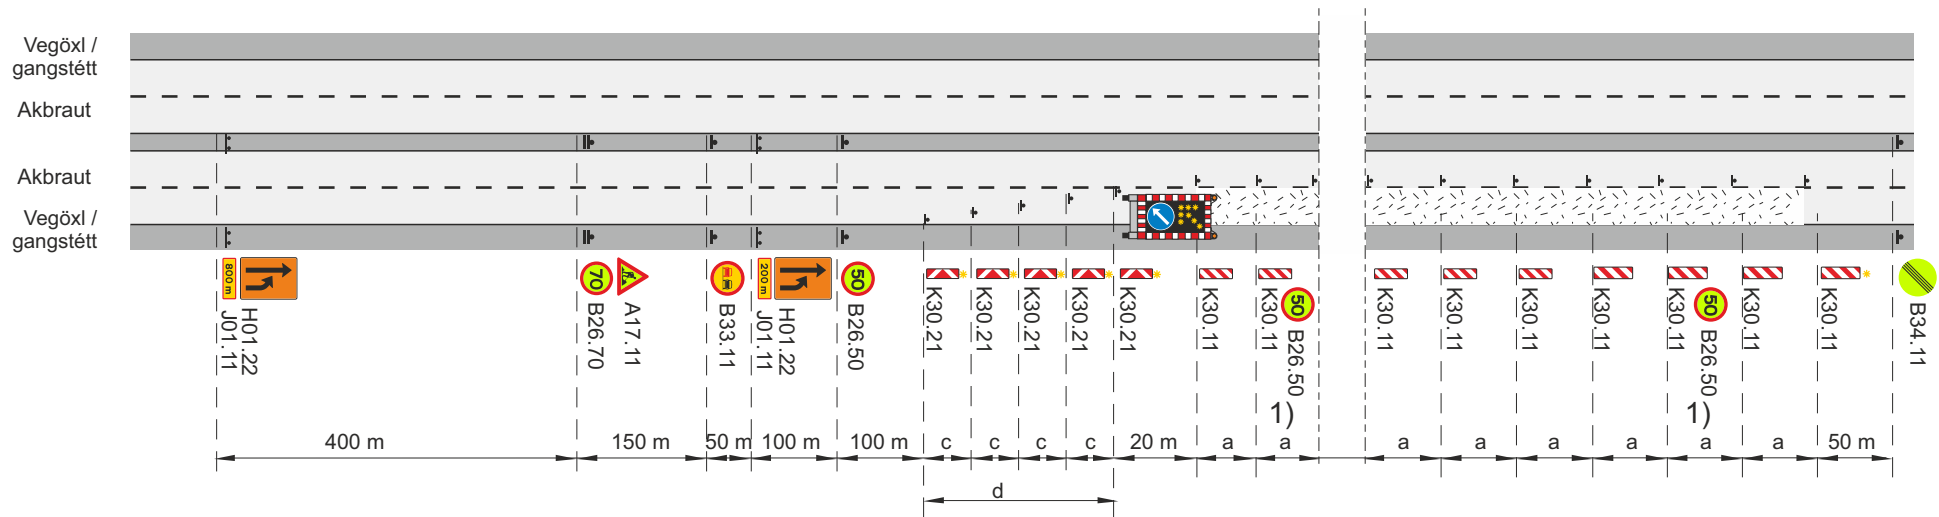 Vegöxl /
gangstétt
Akbraut
Akbraut
Vegöxl /
gangstétt
800 m
J01.11
H01.22
70
B26.70
A17.11
B33.11
200 m
J01.11
H01.22
50
B26.50
K30.21
K30.21
K30.21
K30.21
K30.21
K30.11
K30.11
50
B26.50
1)
K30.11
K30.11
K30.11
K30.11
K30.11
50
B26.50
1)
K30.11
K30.11
B34.11
400 m
150 m
50 m
100 m
100 m
c
c
c
c
20 m
a
a
a
a
a
a
a
a
50 m
d